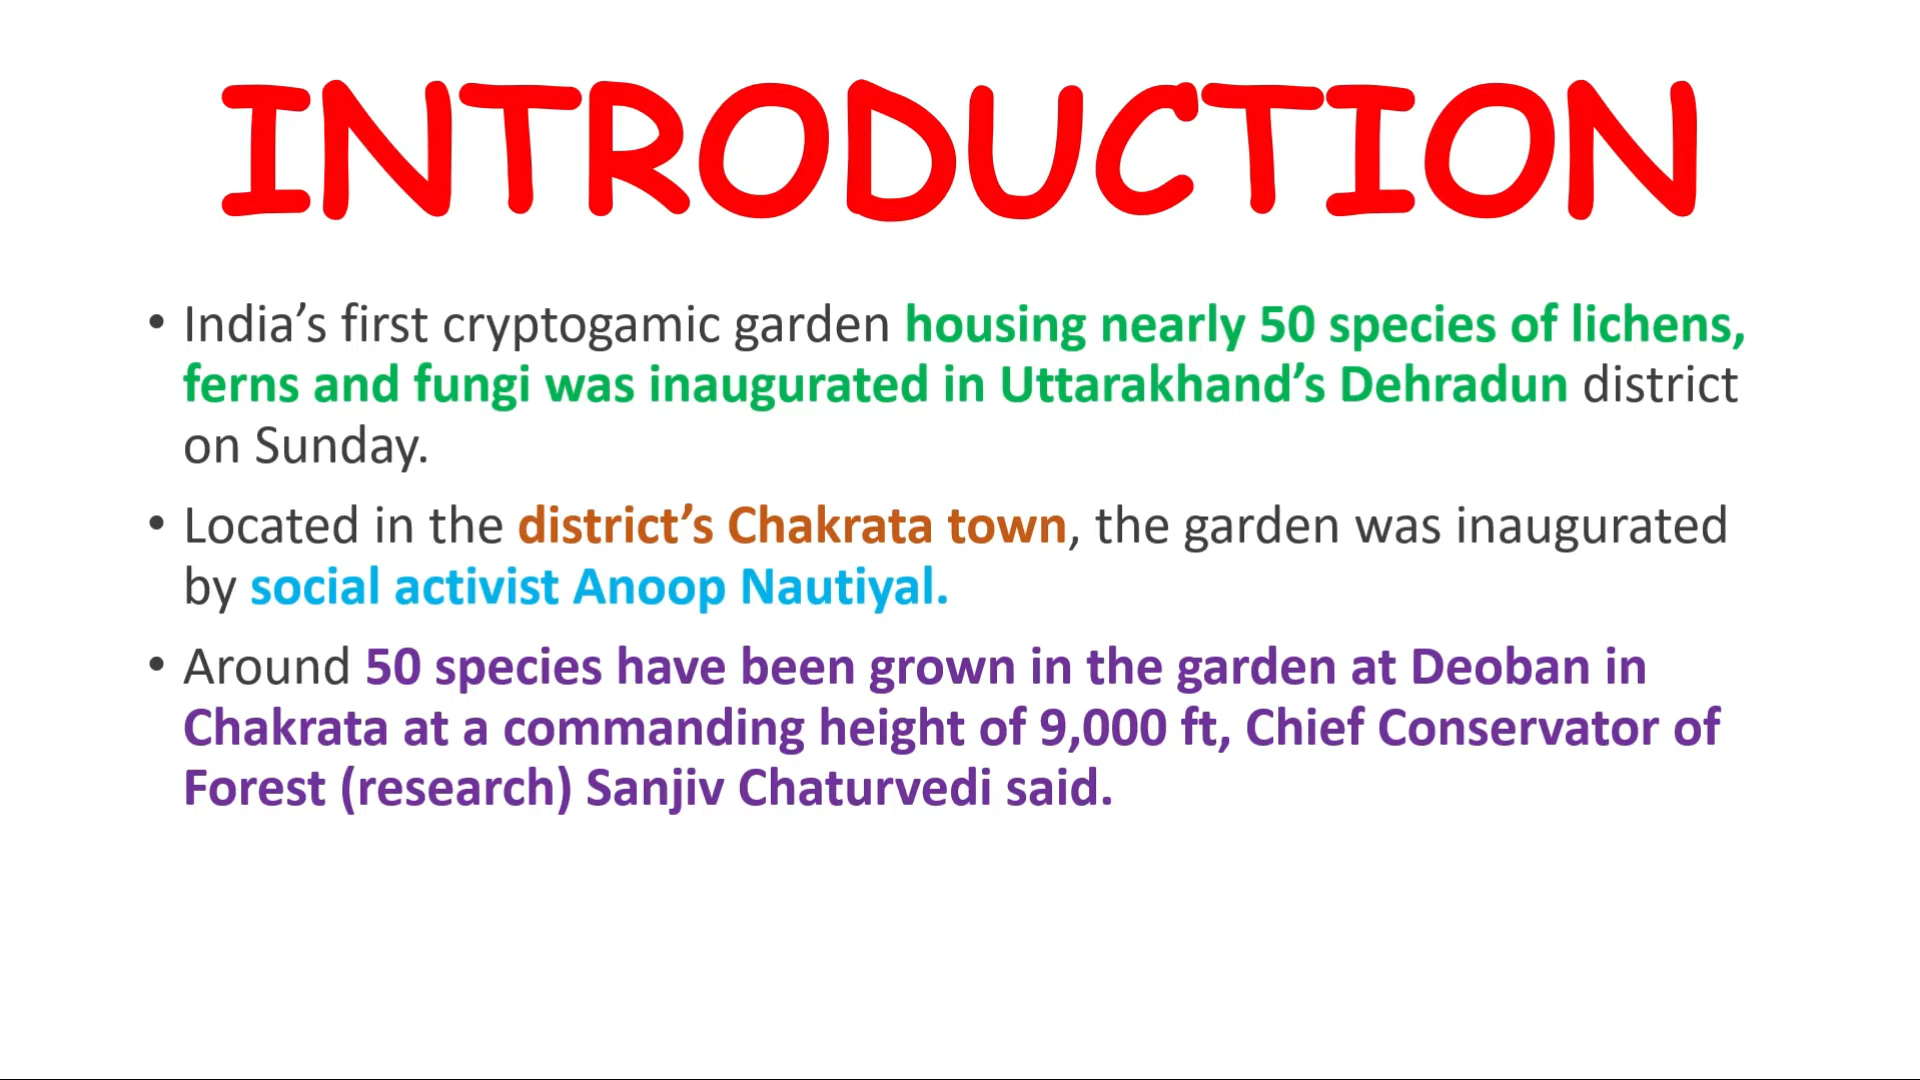 INTRODUCTION
• India’s first cryptogamic garden housing nearly 50 species of lichens,
ferns and fungi was inaugurated in Uttarakhand’s Dehradun district
on Sunday.
• Located in the district’s Chakrata town, the garden was inaugurated
by social activist Anoop Nautiyal.
• Around 50 species have been grown in the garden at Deoban in
Chakrata at a commanding height of 9,000 ft, Chief Conservator of
Forest (research) Sanjiv Chaturvedi said.